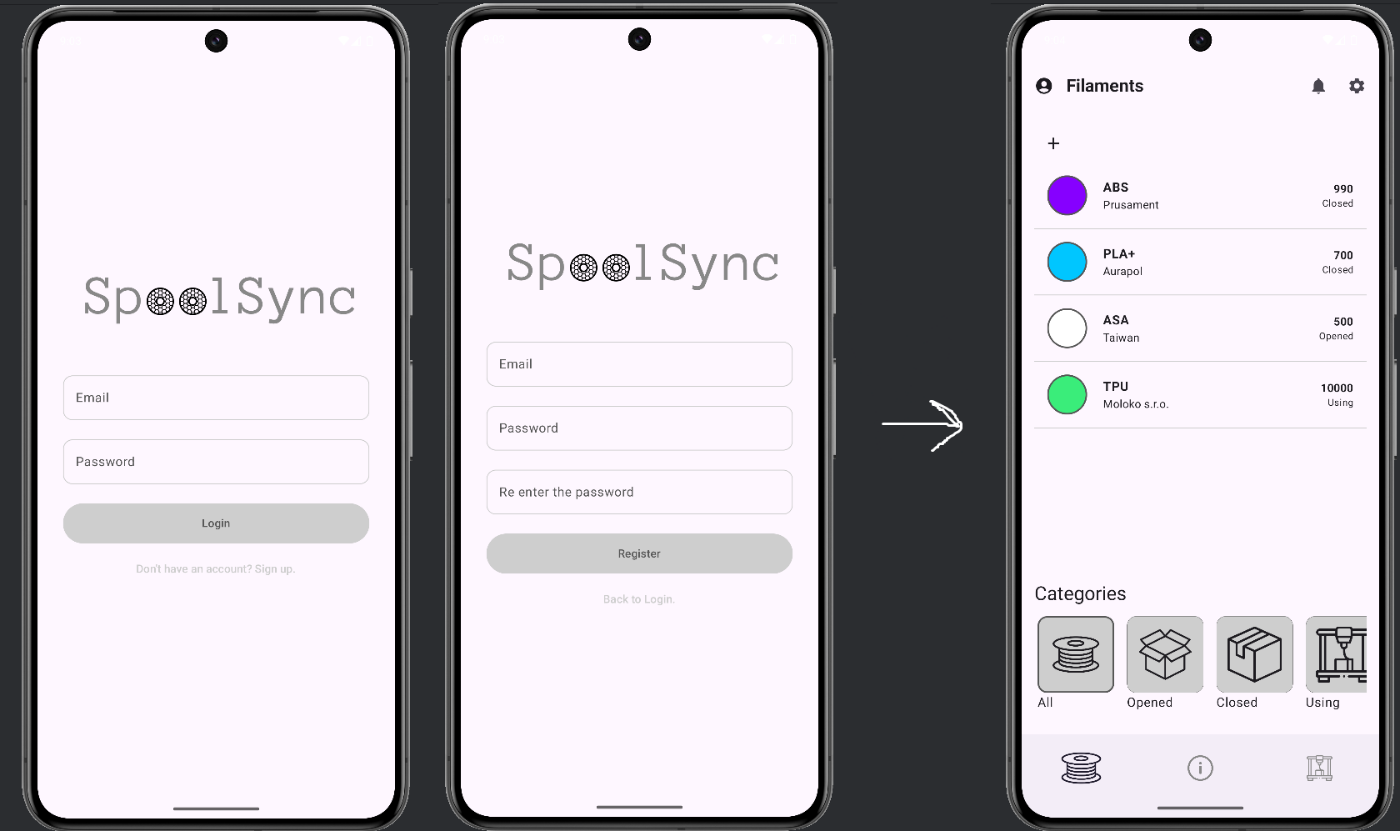 SpoolSync
Email
Password
Login
Don't have an account? Sign up.
SpoolSync
Email
Password
Re enter the password
Register
Back to Login.
Filaments
+
ABS
990
Prusament
Closed
PLA+
700
Aurapol
Closed
ASA
500
Taiwan
Opened
TPU
10000
Moloko s.r.o.
Using
Categories
All
Opened
Closed
Using